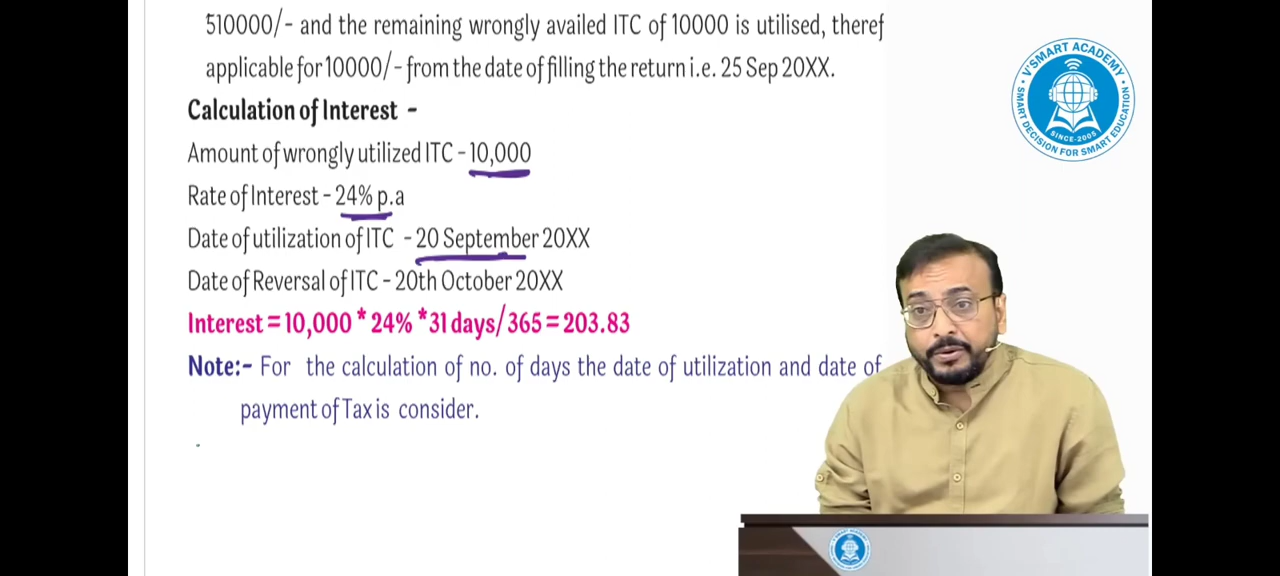 510000/- and the remaining wrongly availed ITC of 10000 is utilised, theref
applicable for 10000/- from the date of filling the return i.e. 25 Sep 20XX.
Calculation of Interest -
Amount of wrongly utilized ITC - 10,000
Rate of Interest - 24% p.a
Date of utilization of ITC - 20 September 20XX
Date of Reversal of ITC - 20th October 20XX
Interest = 10,000 * 24% *31 days/365 = 203.83
Note:- For the calculation of no. of days the date of utilization and date of
payment of Tax is consider.
V'SMART ACADEMY
SMART DECISION FOR SMART EDUCATION
SINCE-2005